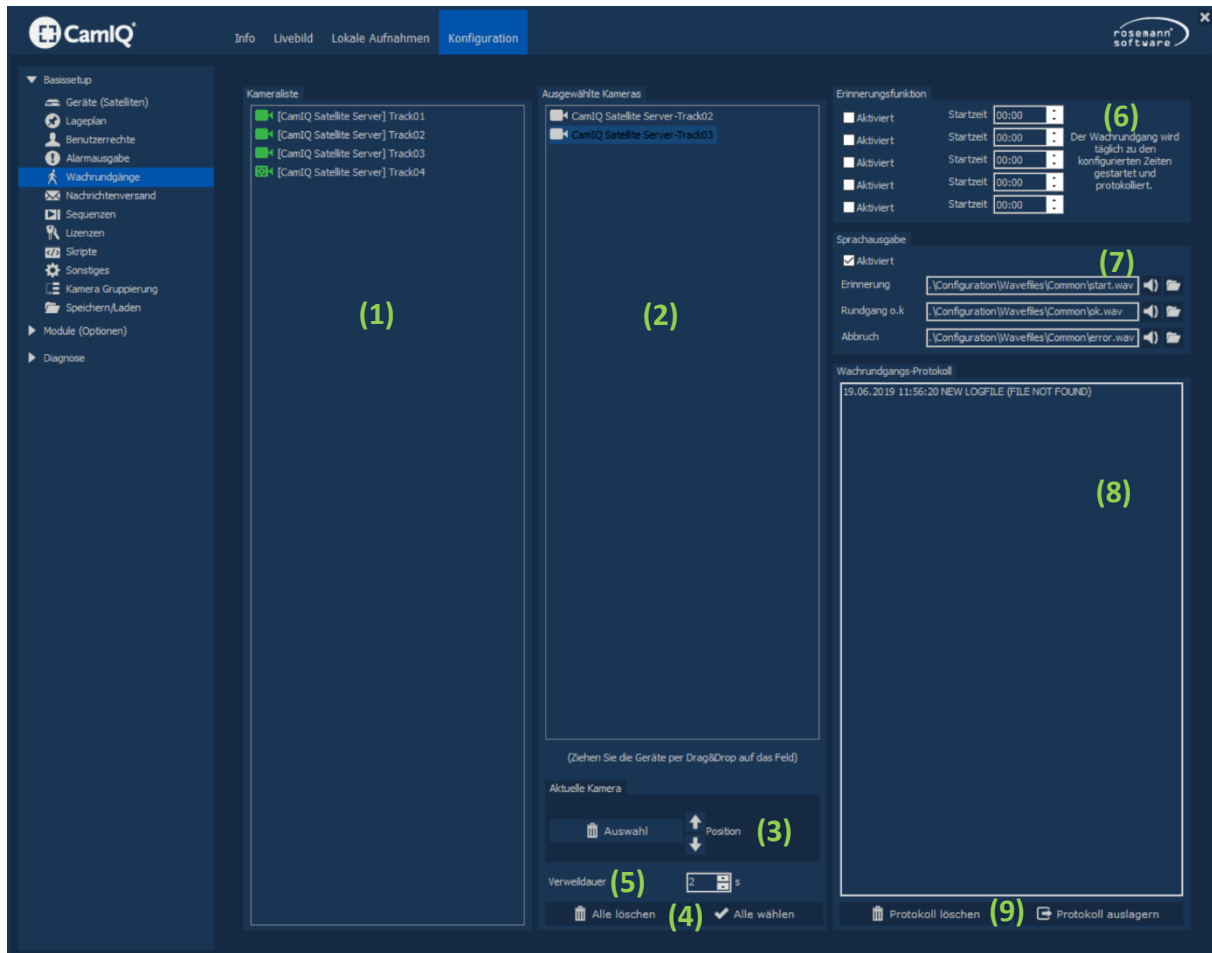 CamIQ
Info Livebild Lokale Aufnahmen Konfiguration
rosemann
software
Basissetup
Geräte (Satelliten)
Lageplan
Benutzerrechte
Alarmausgabe
Wachrundgänge
Nachrichtenversand
Sequenzen
Lizenzen
Skripte
Sonstiges
Kamera Gruppierung
Speichern/Laden
Module (Optionen)
Diagnose
Kameraliste
[CamIQ Satellite Server] Track01
[CamIQ Satellite Server] Track02
[CamIQ Satellite Server] Track03
[CamIQ Satellite Server] Track04
(1)
Ausgewählte Kameras
CamIQ Satellite Server-Track02
CamIQ Satellite Server-Track03
(2)
(Ziehen Sie die Geräte per Drag&Drop auf das Feld)
Aktuelle Kamera
Auswahl Position (3)
Verweildauer (5) 2 s
Alle löschen (4) Alle wählen
Erinnerungsfunktion
Aktiviert Startzeit 00:00
Aktiviert Startzeit 00:00
Aktiviert Startzeit 00:00
Aktiviert Startzeit 00:00
Aktiviert Startzeit 00:00
(6)
Der Wachrundgang wird
täglich zu den
konfigurierten Zeiten
gestartet und
protokolliert.
Sprachausgabe
Aktiviert
(7)
Erinnerung .\Configuration\Wavefiles\Common\start.wav
Rundgang o.k .\Configuration\Wavefiles\Common\ok.wav
Abbruch .\Configuration\Wavefiles\Common\error.wav
Wachrundgangs-Protokoll
19.06.2019 11:56:20 NEW LOGFILE (FILE NOT FOUND)
(8)
Protokoll löschen (9) Protokoll auslagern